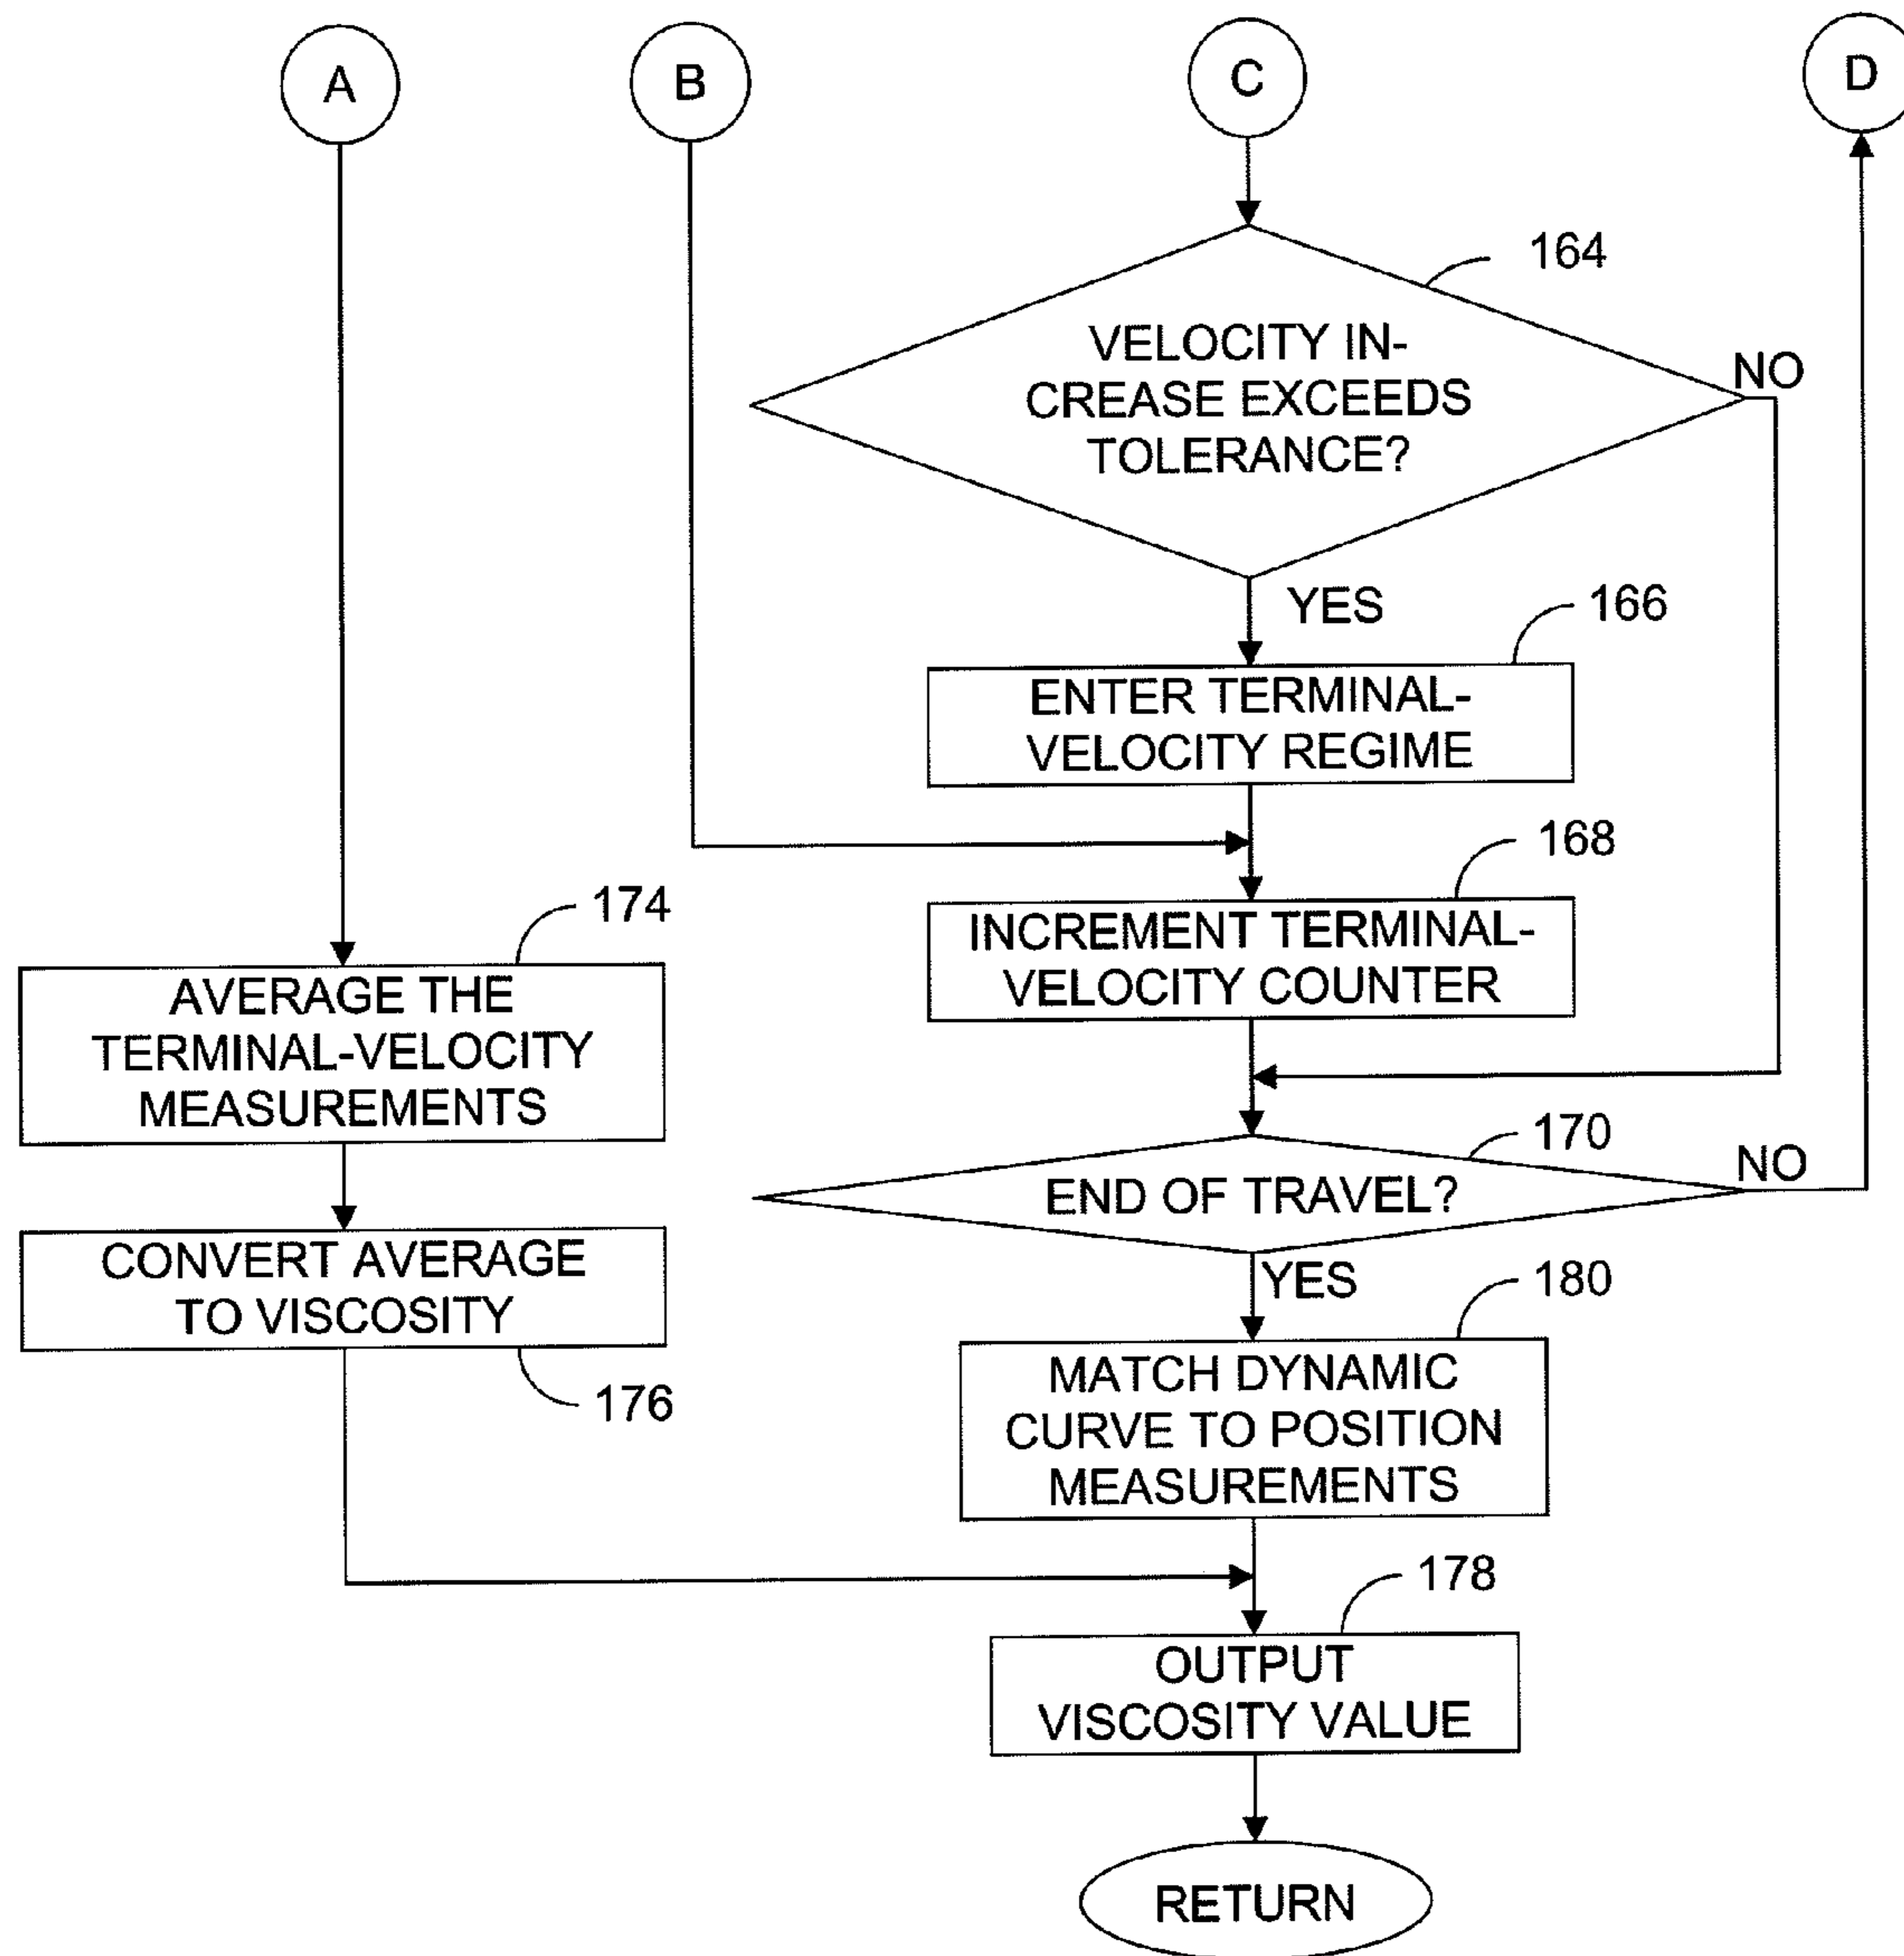 A
B
C
D
164
VELOCITY IN-
CREASE EXCEEDS
TOLERANCE?
NO
YES
166
ENTER TERMINAL-
VELOCITY REGIME
168
INCREMENT TERMINAL-
VELOCITY COUNTER
174
AVERAGE THE
TERMINAL-VELOCITY
MEASUREMENTS
170
END OF TRAVEL?
NO
YES
CONVERT AVERAGE
TO VISCOSITY
176
180
MATCH DYNAMIC
CURVE TO POSITION
MEASUREMENTS
178
OUTPUT
VISCOSITY VALUE
RETURN